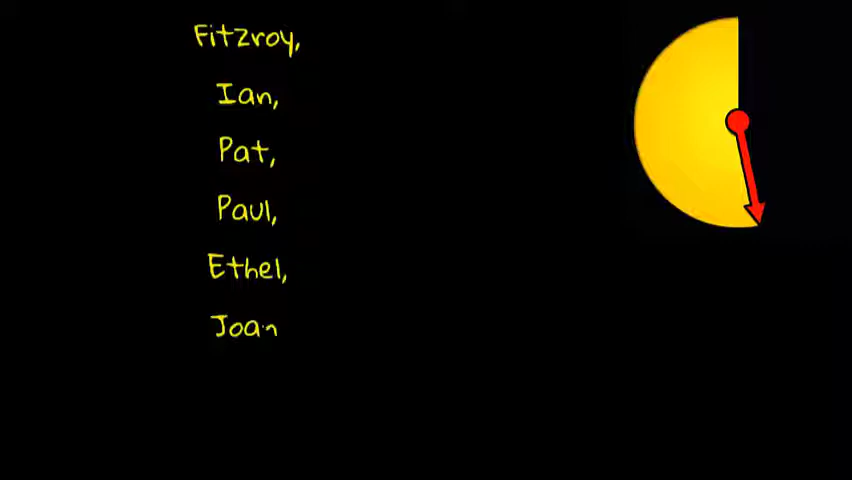 Fitzroy,
Ian,
Pat,
Paul,
Ethel,
Joan